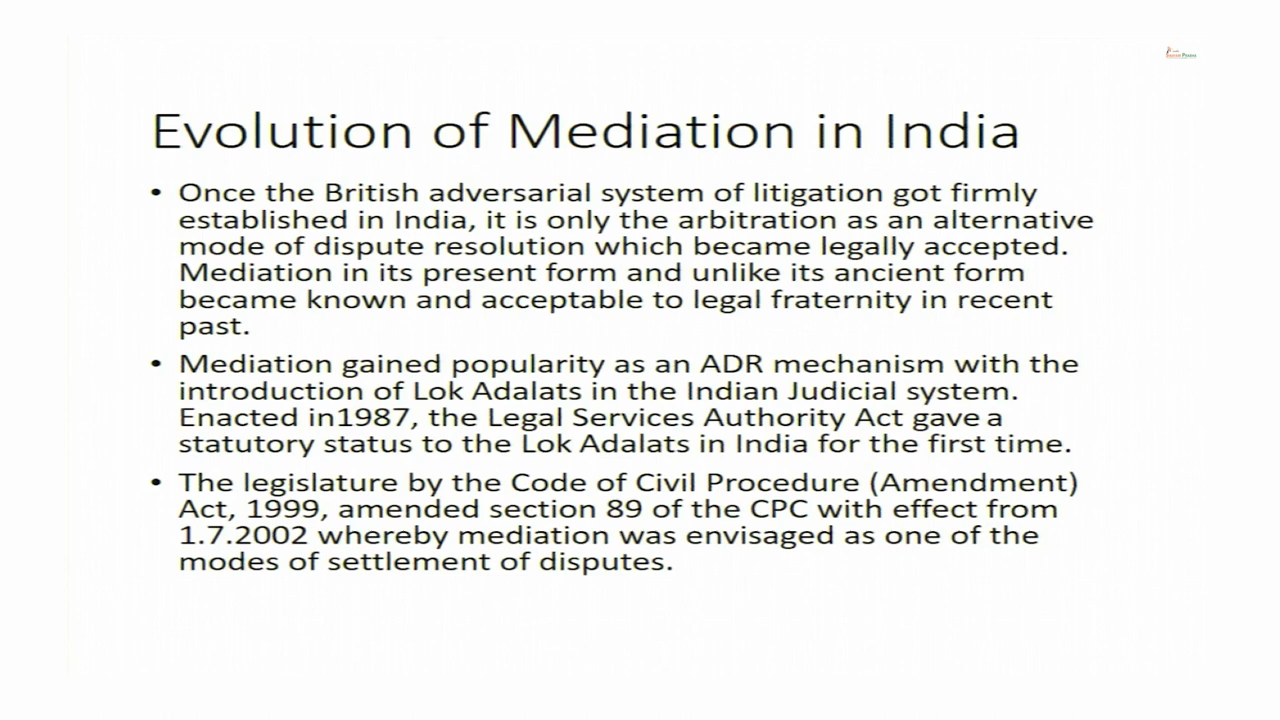 Evolution of Mediation in India
• Once the British adversarial system of litigation got firmly
established in India, it is only the arbitration as an alternative
mode of dispute resolution which became legally accepted.
Mediation in its present form and unlike its ancient form
became known and acceptable to legal fraternity in recent
past.
• Mediation gained popularity as an ADR mechanism with the
introduction of Lok Adalats in the Indian Judicial system.
Enacted in1987, the Legal Services Authority Act gave a
statutory status to the Lok Adalats in India for the first time.
• The legislature by the Code of Civil Procedure (Amendment)
Act, 1999, amended section 89 of the CPC with effect from
1.7.2002 whereby mediation was envisaged as one of the
modes of settlement of disputes.